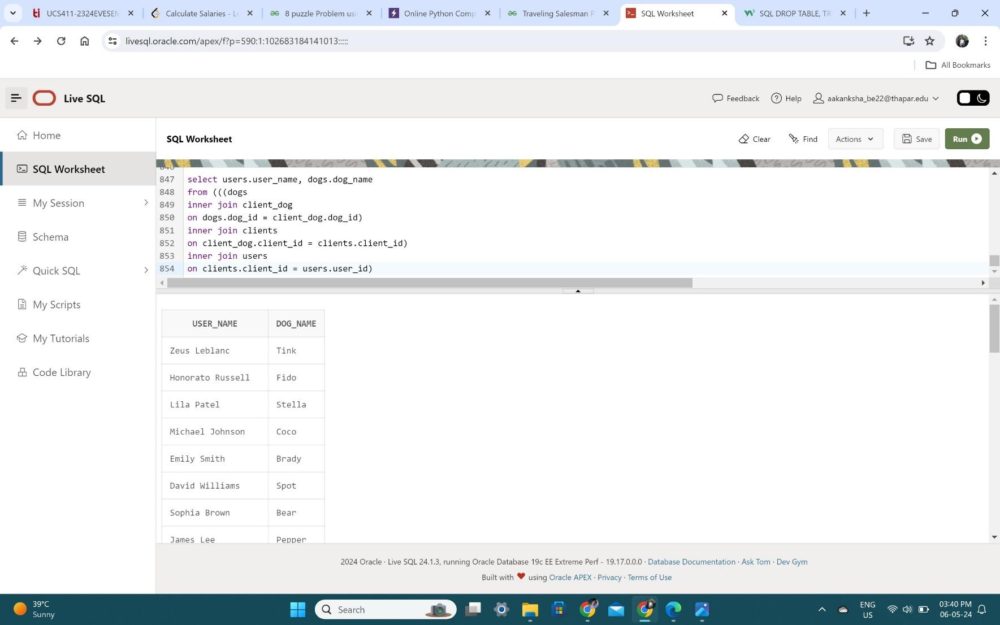 UCS411-2324EVESEM
Calculate Salaries - Le
8 puzzle Problem usi
Online Python Comp
Traveling Salesman P
SQL Worksheet
SQL DROP TABLE, TR
livesql.oracle.com/apex/f?p=590:1:102683184141013:::::
All Bookmarks
Live SQL
Feedback
Help
aakanksha_be22@thapar.edu
Home
SQL Worksheet
My Session
Schema
Quick SQL
My Scripts
My Tutorials
Code Library
SQL Worksheet
Clear
Find
Actions
Save
Run
846
847 select users.user_name, dogs.dog_name
848 from (((dogs
849 inner join client_dog
850 on dogs.dog_id = client_dog.dog_id)
851 inner join clients
852 on client_dog.client_id = clients.client_id)
853 inner join users
854 on clients.client_id = users.user_id)
USER_NAME DOG_NAME
Zeus Leblanc Tink
Honorato Russell Fido
Lila Patel Stella
Michael Johnson Coco
Emily Smith Brady
David Williams Spot
Sophia Brown Bear
James Lee Pepper
2024 Oracle · Live SQL 24.1.3, running Oracle Database 19c EE Extreme Perf - 19.17.0.0.0 · Database Documentation · Ask Tom · Dev Gym
Built with ❤ using Oracle APEX · Privacy · Terms of Use
39°C
Sunny
Search
ENG
US
03:40 PM
06-05-24